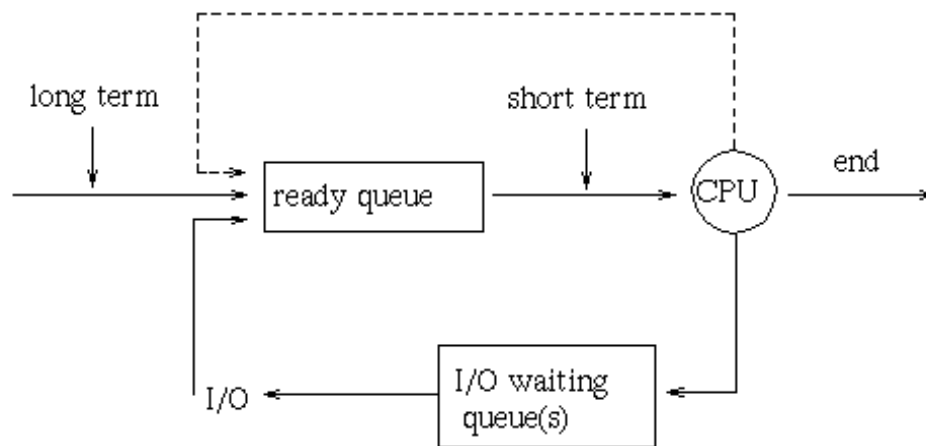 long term
short term
end
ready queue
CPU
I/O
I/O waiting
queue(s)